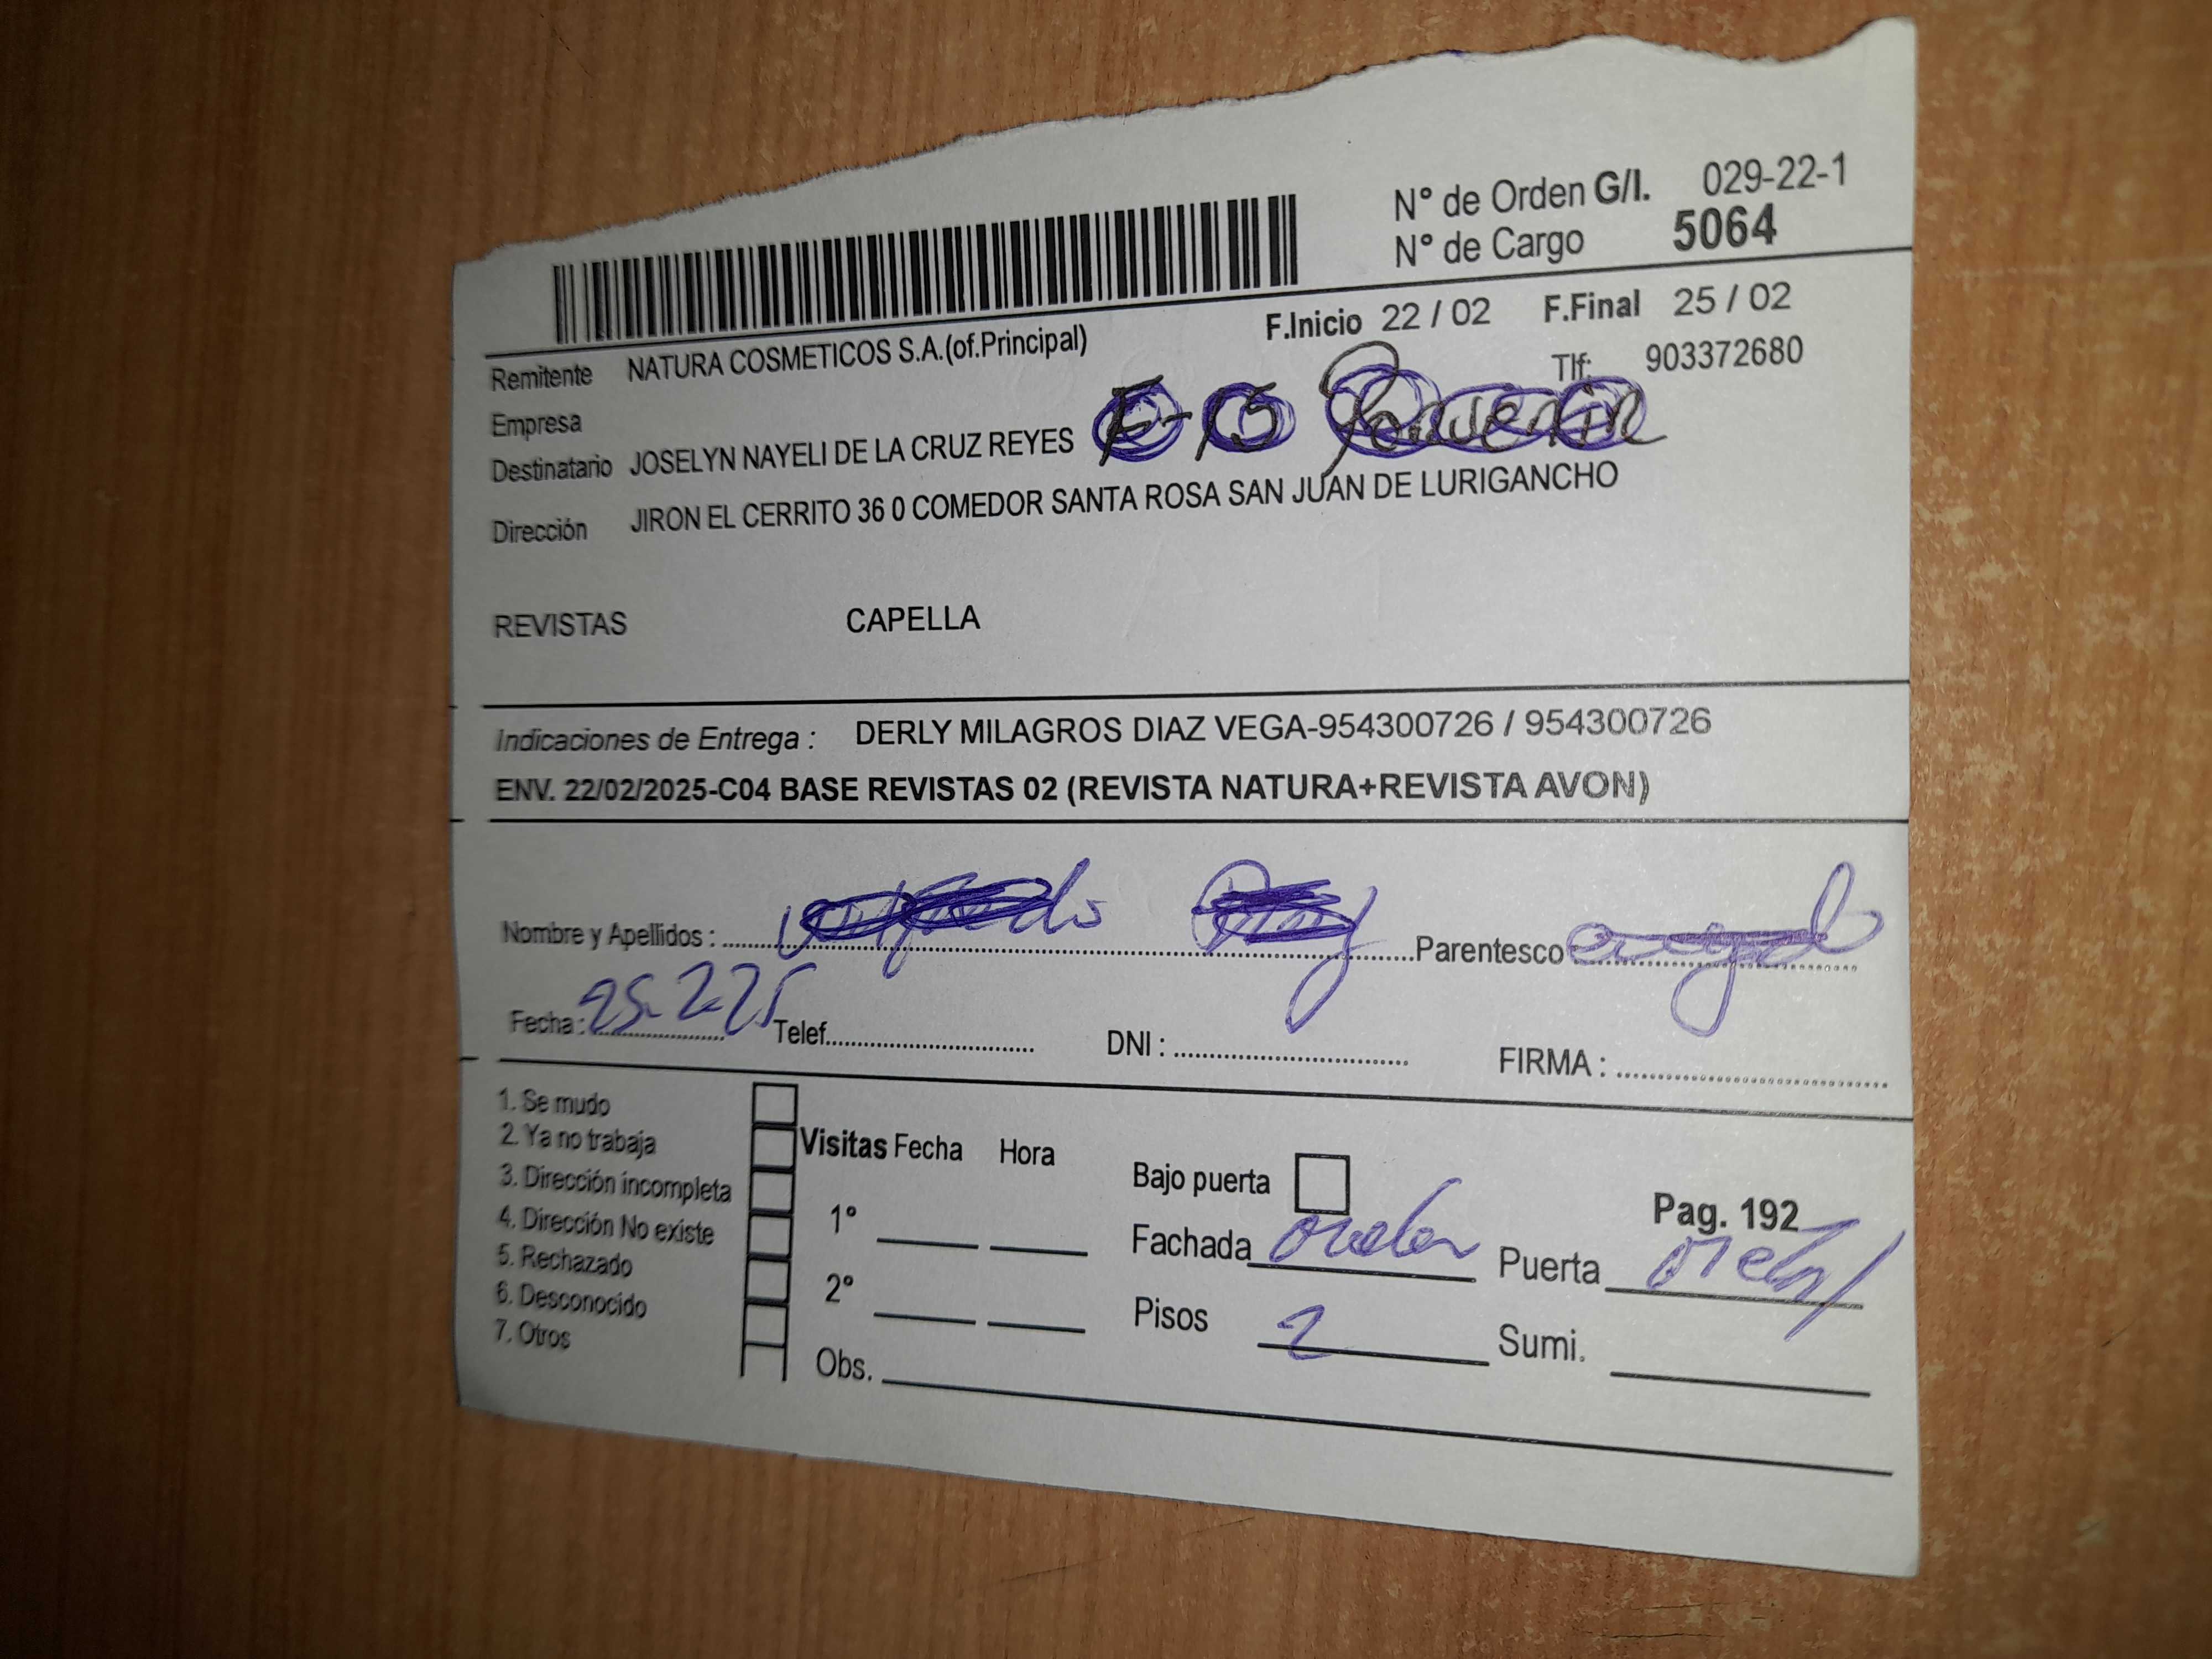 N° de Orden G/I. 029-22-1
N° de Cargo 5064
F.Inicio 22 / 02 F.Final 25 / 02
Remitente NATURA COSMETICOS S.A.(of.Principal)
Tlf: 903372680
Empresa
Destinatario JOSELYN NAYELI DE LA CRUZ REYES
Dirección JIRON EL CERRITO 36 0 COMEDOR SANTA ROSA SAN JUAN DE LURIGANCHO
REVISTAS CAPELLA
Indicaciones de Entrega : DERLY MILAGROS DIAZ VEGA-954300726 / 954300726
ENV. 22/02/2025-C04 BASE REVISTAS 02 (REVISTA NATURA+REVISTA AVON)
Nombre y Apellidos : Parentesco
Fecha : 25-2-25 Telef. DNI : FIRMA :
1. Se mudo
2. Ya no trabaja
3. Dirección incompleta
4. Dirección No existe
5. Rechazado
6. Desconocido
7. Otros
Visitas Fecha Hora
1°
2°
Obs.
Bajo puerta
Pag. 192
Fachada Puerta
Pisos 2 Sumi.